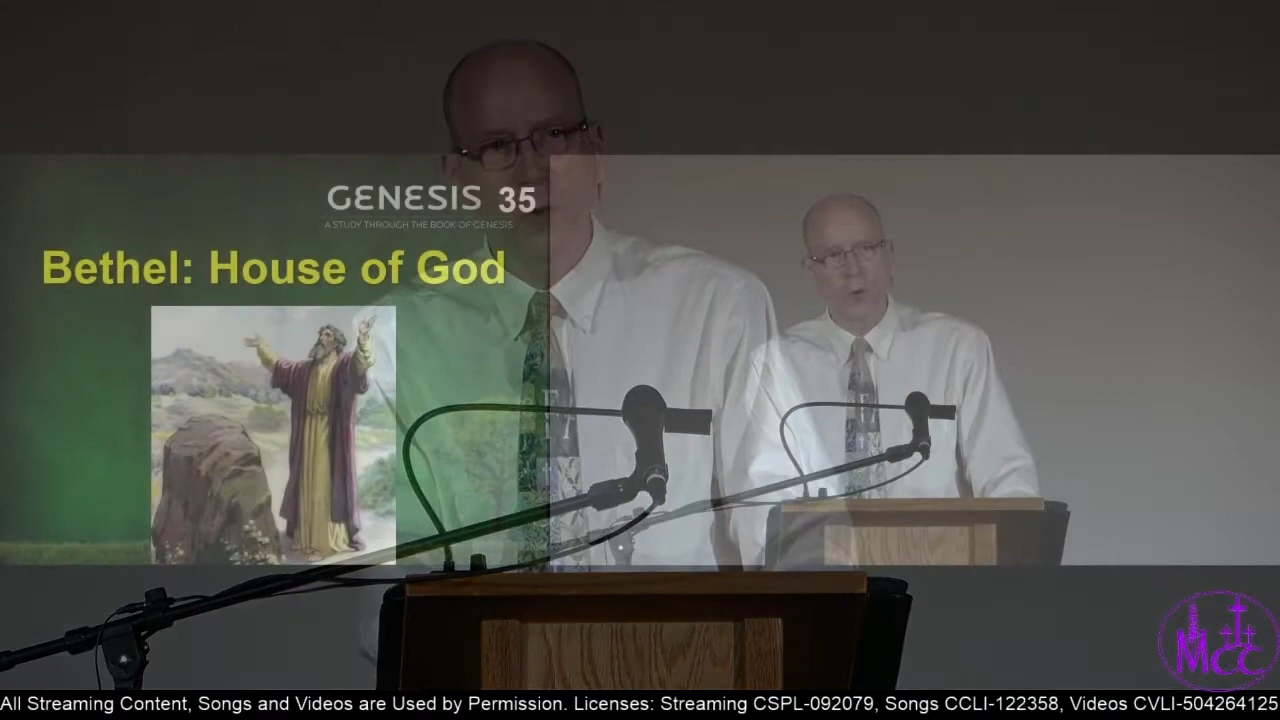 GENESIS 35
A STUDY THROUGH THE BOOK OF GENESIS
Bethel: House of God
MCC
All Streaming Content, Songs and Videos are Used by Permission. Licenses: Streaming CSPL-092079, Songs CCLI-122358, Videos CVLI-504264125